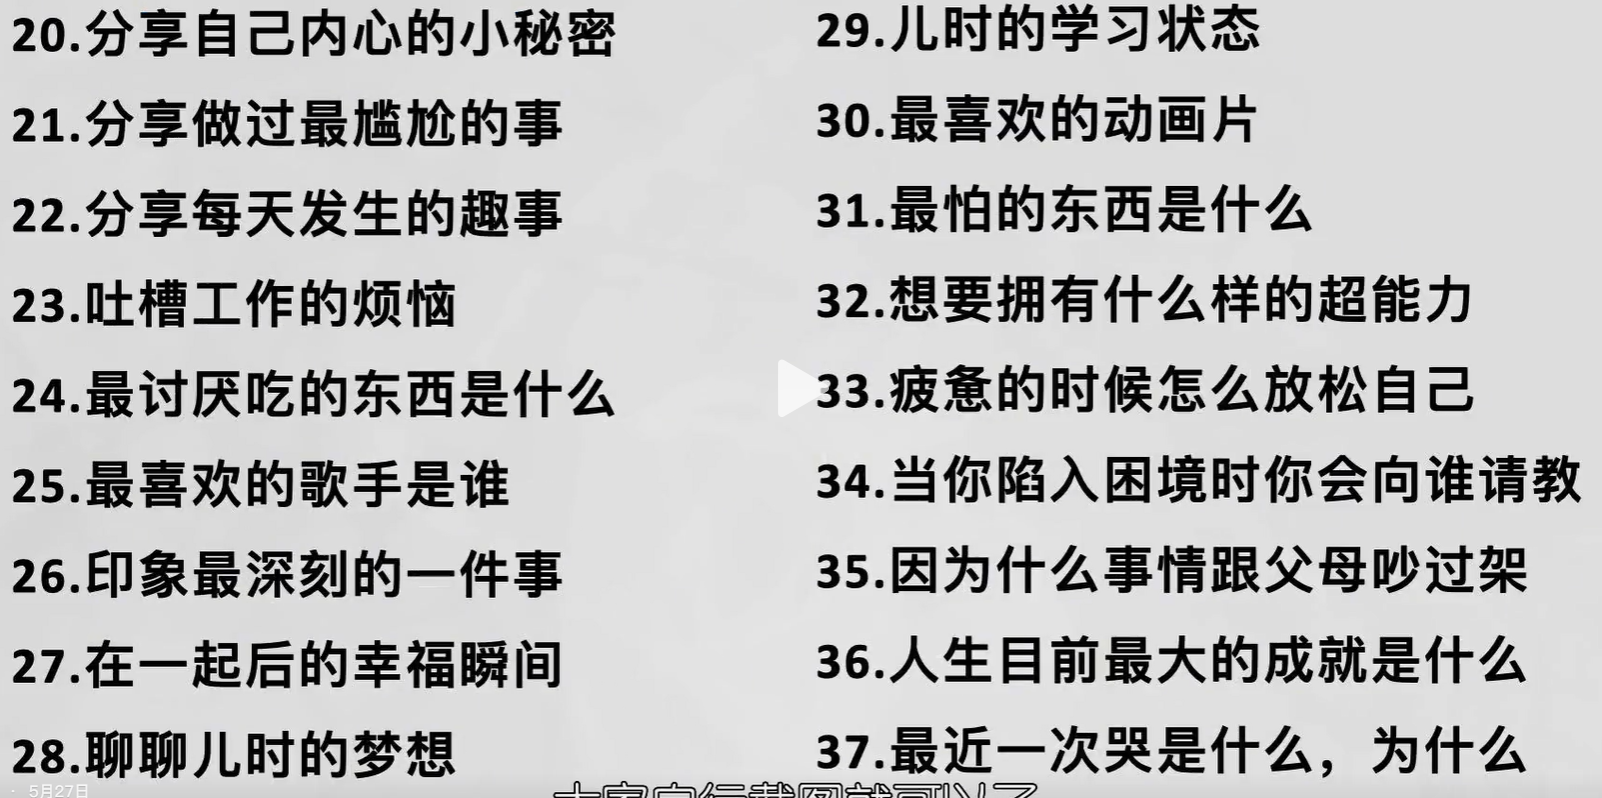 20.分享自己内心的小秘密
21.分享做过最尴尬的事
22.分享每天发生的趣事
23.吐槽工作的烦恼
24.最讨厌吃的东西是什么
25.最喜欢的歌手是谁
26.印象最深刻的一件事
27.在一起后的幸福瞬间
28.聊聊儿时的梦想
29.儿时的学习状态
30.最喜欢的动画片
31.最怕的东西是什么
32.想要拥有什么样的超能力
33.疲惫的时候怎么放松自己
34.当你陷入困境时你会向谁请教
35.因为什么事情跟父母吵过架
36.人生目前最大的成就是什么
37.最近一次哭是什么，为什么
· 5月27日
大家自行截图就可以了